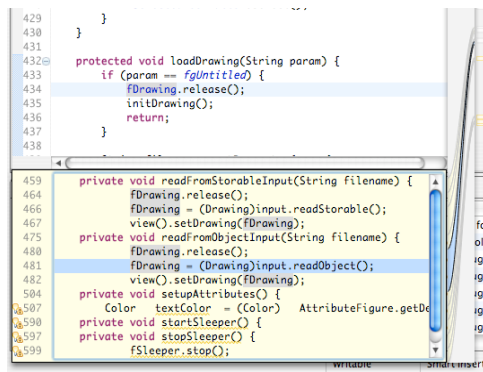 429 }
430 }
431
432 protected void loadDrawing(String param) {
433 if (param == fgUntitled) {
434 fDrawing.release();
435 initDrawing();
436 return;
437 }
438
459 private void readFromStorableInput(String filename) {
464 fDrawing.release();
466 fDrawing = (Drawing)input.readStorable();
467 view().setDrawing(fDrawing);
475 private void readFromObjectInput(String filename) {
480 fDrawing.release();
481 fDrawing = (Drawing)input.readObject();
482 view().setDrawing(fDrawing);
504 private void setupAttributes() {
507 Color textColor = (Color) AttributeFigure.getDe
590 private void startSleeper() {
597 private void stopSleeper() {
599 fSleeper.stop();
Writable Smart Insert